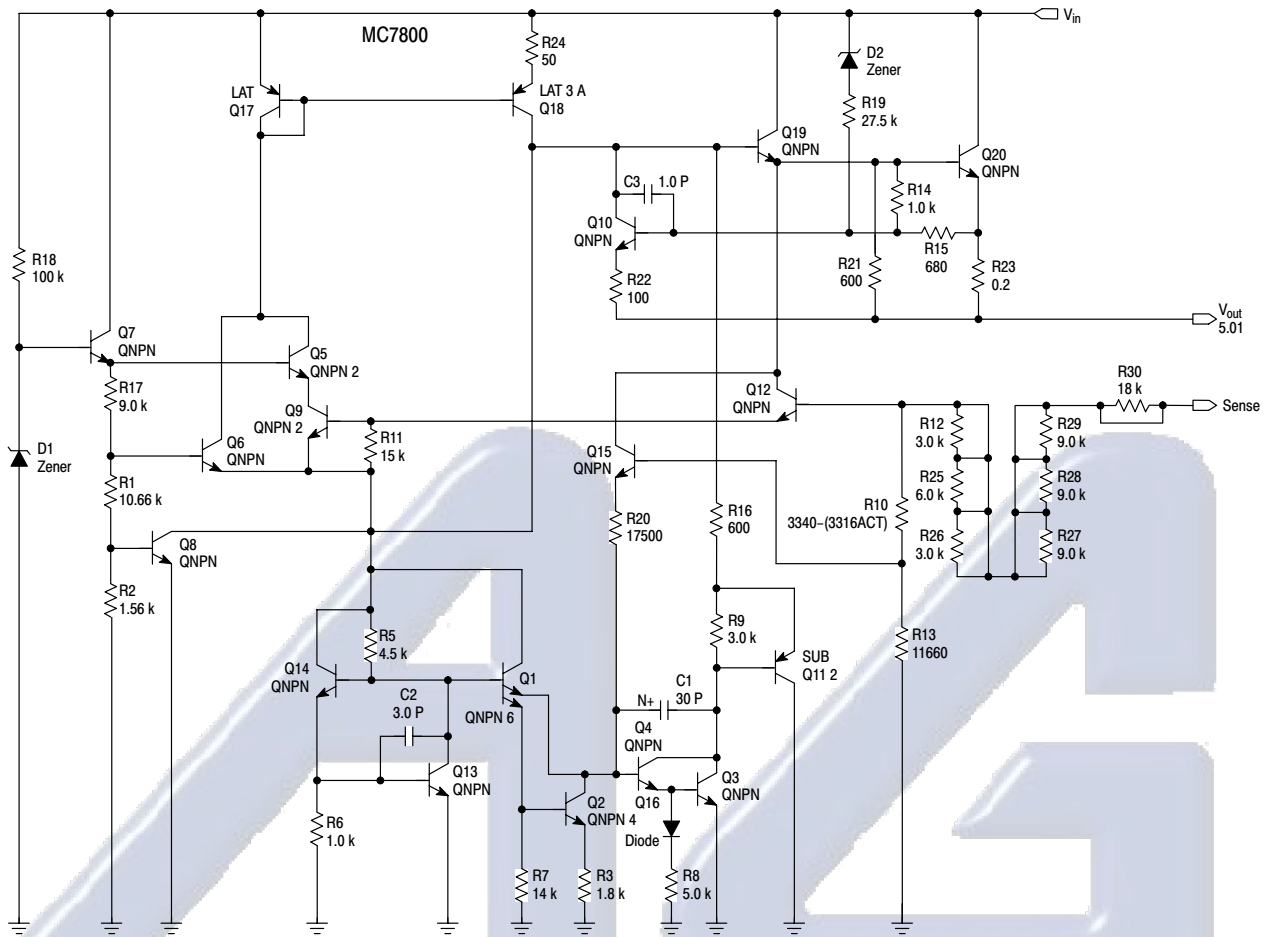 MC7800
Vin
R24
50
D2
Zener
LAT
Q17
LAT 3 A
Q18
R19
27.5 k
Q19
QNPN
Q20
QNPN
C3
1.0 P
R14
1.0 k
Q10
QNPN
R18
100 k
R21
600
R15
680
R23
0.2
R22
100
Vout
5.01
Q7
QNPN
Q5
QNPN 2
R17
9.0 k
R30
18 k
Sense
Q12
QNPN
Q9
QNPN 2
R12
3.0 k
R29
9.0 k
D1
Zener
Q6
QNPN
R11
15 k
Q15
QNPN
R25
6.0 k
R28
9.0 k
R1
10.66 k
R20
17500
R16
600
R10
3340–(3316ACT)
R26
3.0 k
R27
9.0 k
Q8
QNPN
R2
1.56 k
R5
4.5 k
R9
3.0 k
R13
11660
Q14
QNPN
Q1
QNPN 6
SUB
Q11 2
C2
3.0 P
N+
C1
30 P
Q4
QNPN
Q13
QNPN
Q16
Q3
QNPN
Q2
QNPN 4
R6
1.0 k
Diode
R7
14 k
R3
1.8 k
R8
5.0 k